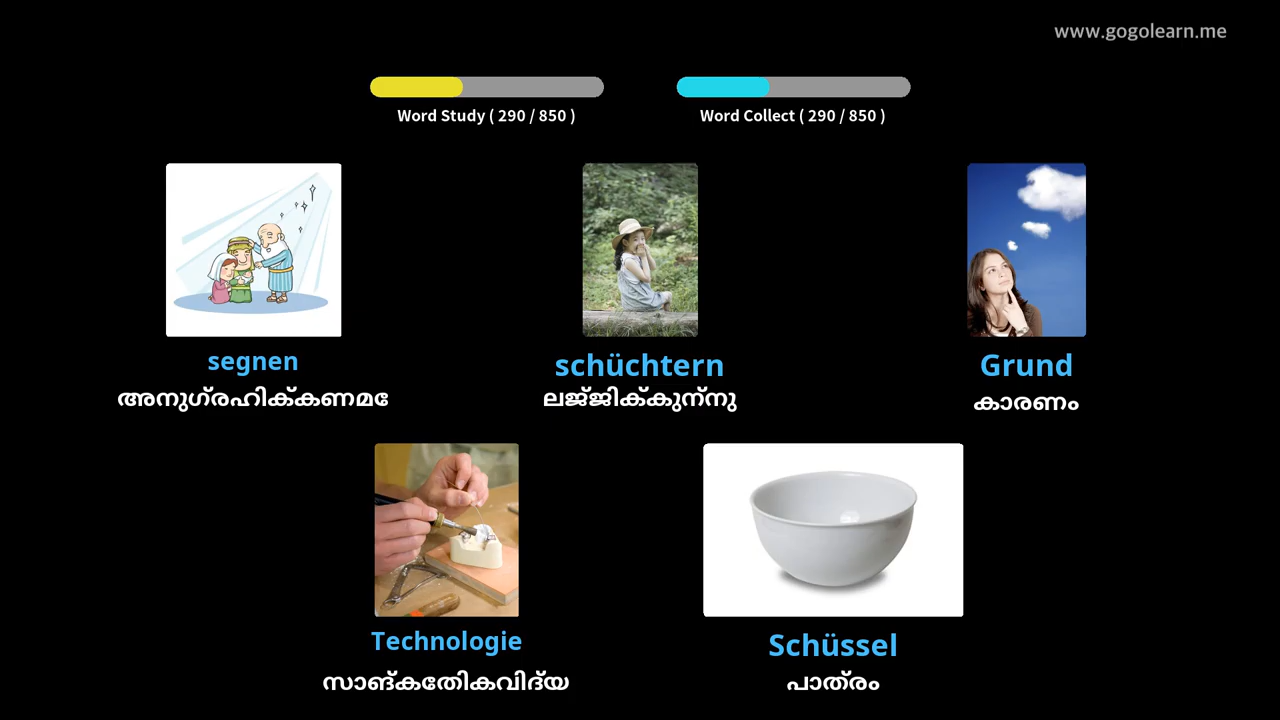 www.gogolearn.me
Word Study ( 290 / 850 )
Word Collect ( 290 / 850 )
segnen
അനുഗ്രഹിക്കണമേ
schüchtern
ലജ്ജിക്കുന്നു
Grund
കാരണം
Technologie
സാങ്കേതികവിദ്യ
Schüssel
പാത്രം